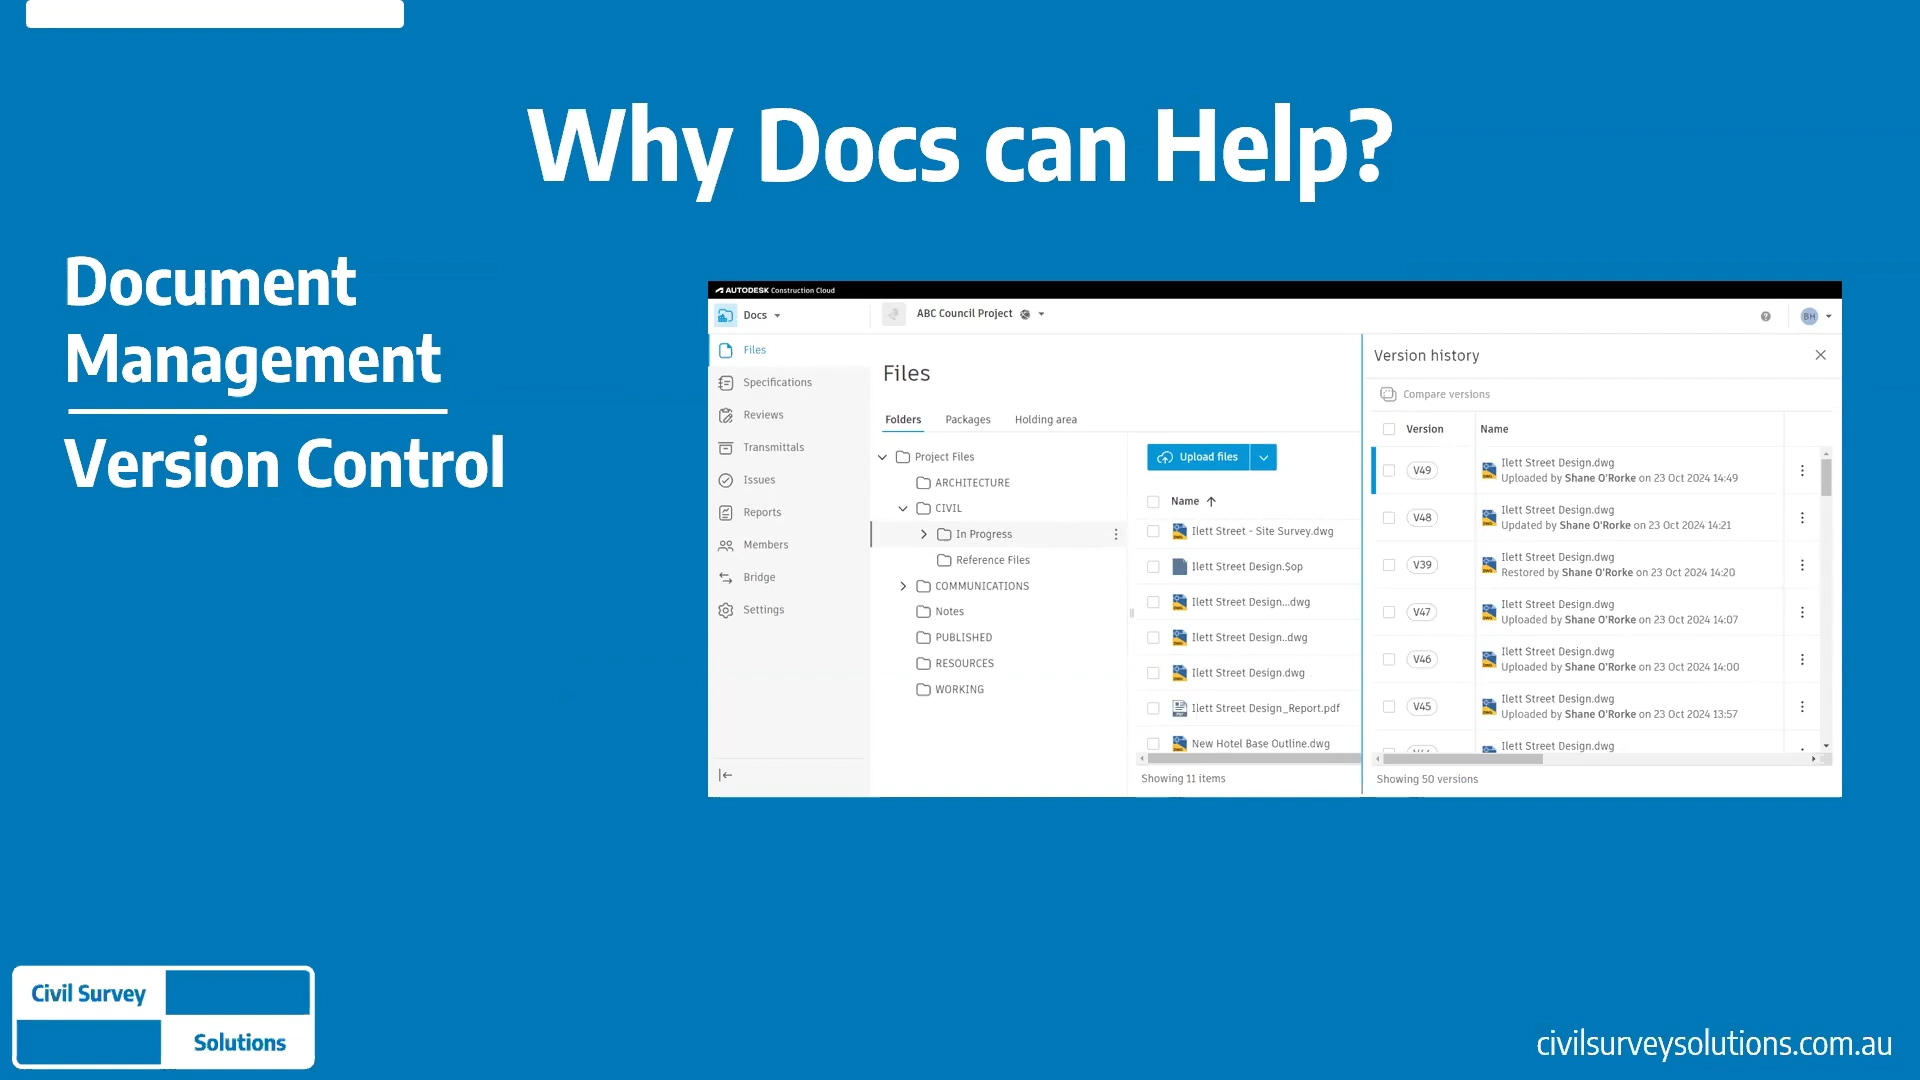 Why Docs can Help?
Document
Management
Version Control
AUTODESK Construction Cloud
Docs
ABC Council Project
BH
Files
Specifications
Reviews
Transmittals
Issues
Reports
Members
Bridge
Settings
Files
Folders Packages Holding area
Project Files
ARCHITECTURE
CIVIL
In Progress
Reference Files
COMMUNICATIONS
Notes
PUBLISHED
RESOURCES
WORKING
Upload files
Name
Ilett Street - Site Survey.dwg
Ilett Street Design.Sop
Ilett Street Design...dwg
Ilett Street Design..dwg
Ilett Street Design.dwg
Ilett Street Design_Report.pdf
New Hotel Base Outline.dwg
Showing 11 items
Version history
Compare versions
Version Name
V49 Ilett Street Design.dwg
Uploaded by Shane O'Rorke on 23 Oct 2024 14:49
V48 Ilett Street Design.dwg
Updated by Shane O'Rorke on 23 Oct 2024 14:21
V39 Ilett Street Design.dwg
Restored by Shane O'Rorke on 23 Oct 2024 14:20
V47 Ilett Street Design.dwg
Uploaded by Shane O'Rorke on 23 Oct 2024 14:07
V46 Ilett Street Design.dwg
Uploaded by Shane O'Rorke on 23 Oct 2024 14:00
V45 Ilett Street Design.dwg
Uploaded by Shane O'Rorke on 23 Oct 2024 13:57
Ilett Street Design.dwg
Showing 50 versions
Civil Survey
Solutions
civilsurveysolutions.com.au